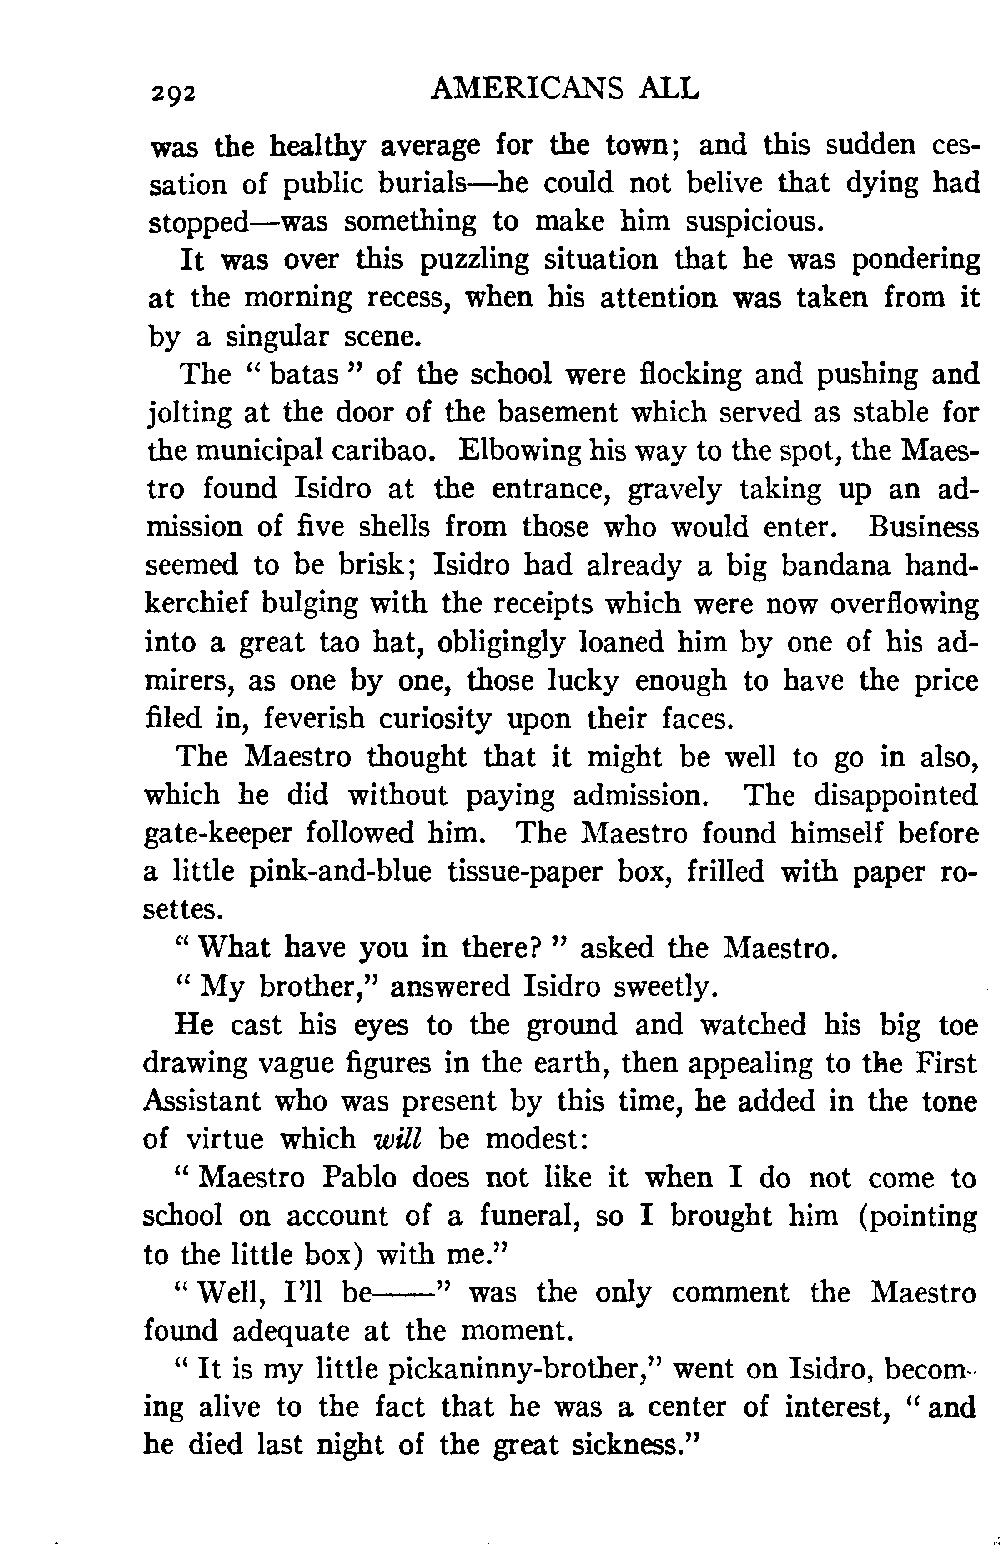 292 AMERICANS ALL
was the healthy average for the town; and this sudden ces-
sation of public burials—he could not belive that dying had
stopped—was something to make him suspicious.
It was over this puzzling situation that he was pondering
at the morning recess, when his attention was taken from it
by a singular scene.
The “ batas ” of the school were flocking and pushing and
jolting at the door of the basement which served as stable for
the municipal caribao. Elbowing his way to the spot, the Maes-
tro found Isidro at the entrance, gravely taking up an ad-
mission of five shells from those who would enter. Business
seemed to be brisk; Isidro had already a big bandana hand-
kerchief bulging with the receipts which were now overflowing
into a great tao hat, obligingly loaned him by one of his ad-
mirers, as one by one, those lucky enough to have the price
filed in, feverish curiosity upon their faces.
The Maestro thought that it might be well to go in also,
which he did without paying admission. The disappointed
gate-keeper followed him. The Maestro found himself before
a little pink-and-blue tissue-paper box, frilled with paper ro-
settes.
“ What have you in there? ” asked the Maestro.
“ My brother,” answered Isidro sweetly.
He cast his eyes to the ground and watched his big toe
drawing vague figures in the earth, then appealing to the First
Assistant who was present by this time, he added in the tone
of virtue which will be modest:
“ Maestro Pablo does not like it when I do not come to
school on account of a funeral, so I brought him (pointing
to the little box) with me.”
“ Well, I’ll be——” was the only comment the Maestro
found adequate at the moment.
“ It is my little pickaninny-brother,” went on Isidro, becom-
ing alive to the fact that he was a center of interest, “ and
he died last night of the great sickness.”